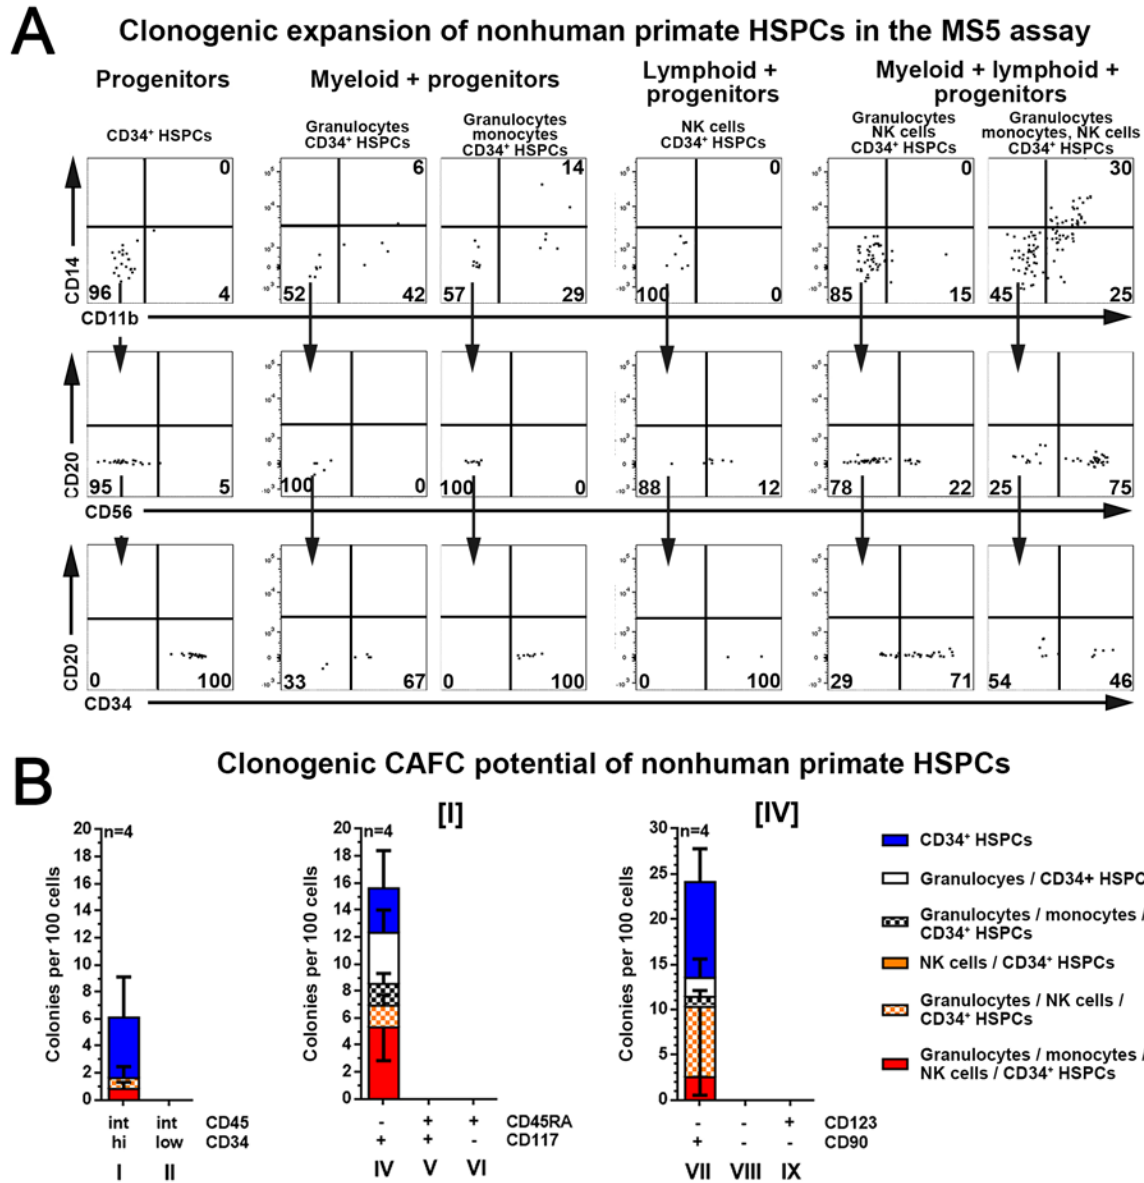 A
Clonogenic expansion of nonhuman primate HSPCs in the MS5 assay
Progenitors
Myeloid + progenitors
Lymphoid +
progenitors
Myeloid + lymphoid +
progenitors
CD34⁺ HSPCs
Granulocytes
CD34⁺ HSPCs
Granulocytes
monocytes
CD34⁺ HSPCs
NK cells
CD34⁺ HSPCs
Granulocytes
NK cells
CD34⁺ HSPCs
Granulocytes
monocytes, NK cells
CD34⁺ HSPCs
CD14
0
96
4
6
52
42
14
57
29
0
100
0
0
85
15
30
45
25
CD11b
CD20
95
5
100
0
100
0
88
12
78
22
25
75
CD56
CD20
0
100
33
67
0
100
0
100
29
71
54
46
CD34
B
Clonogenic CAFC potential of nonhuman primate HSPCs
Colonies per 100 cells
20
18
16
14
12
10
8
6
4
2
0
n=4
int int CD45
hi low CD34
I II
[I]
Colonies per 100 cells
20
18
16
14
12
10
8
6
4
2
0
n=4
- + + CD45RA
+ + - CD117
IV V VI
[IV]
Colonies per 100 cells
30
25
20
15
10
5
0
n=4
- - + CD123
+ - - CD90
VII VIII IX
CD34⁺ HSPCs
Granulocyes / CD34+ HSPC
Granulocytes / monocytes /
CD34⁺ HSPCs
NK cells / CD34⁺ HSPCs
Granulocytes / NK cells /
CD34⁺ HSPCs
Granulocytes / monocytes /
NK cells / CD34⁺ HSPCs